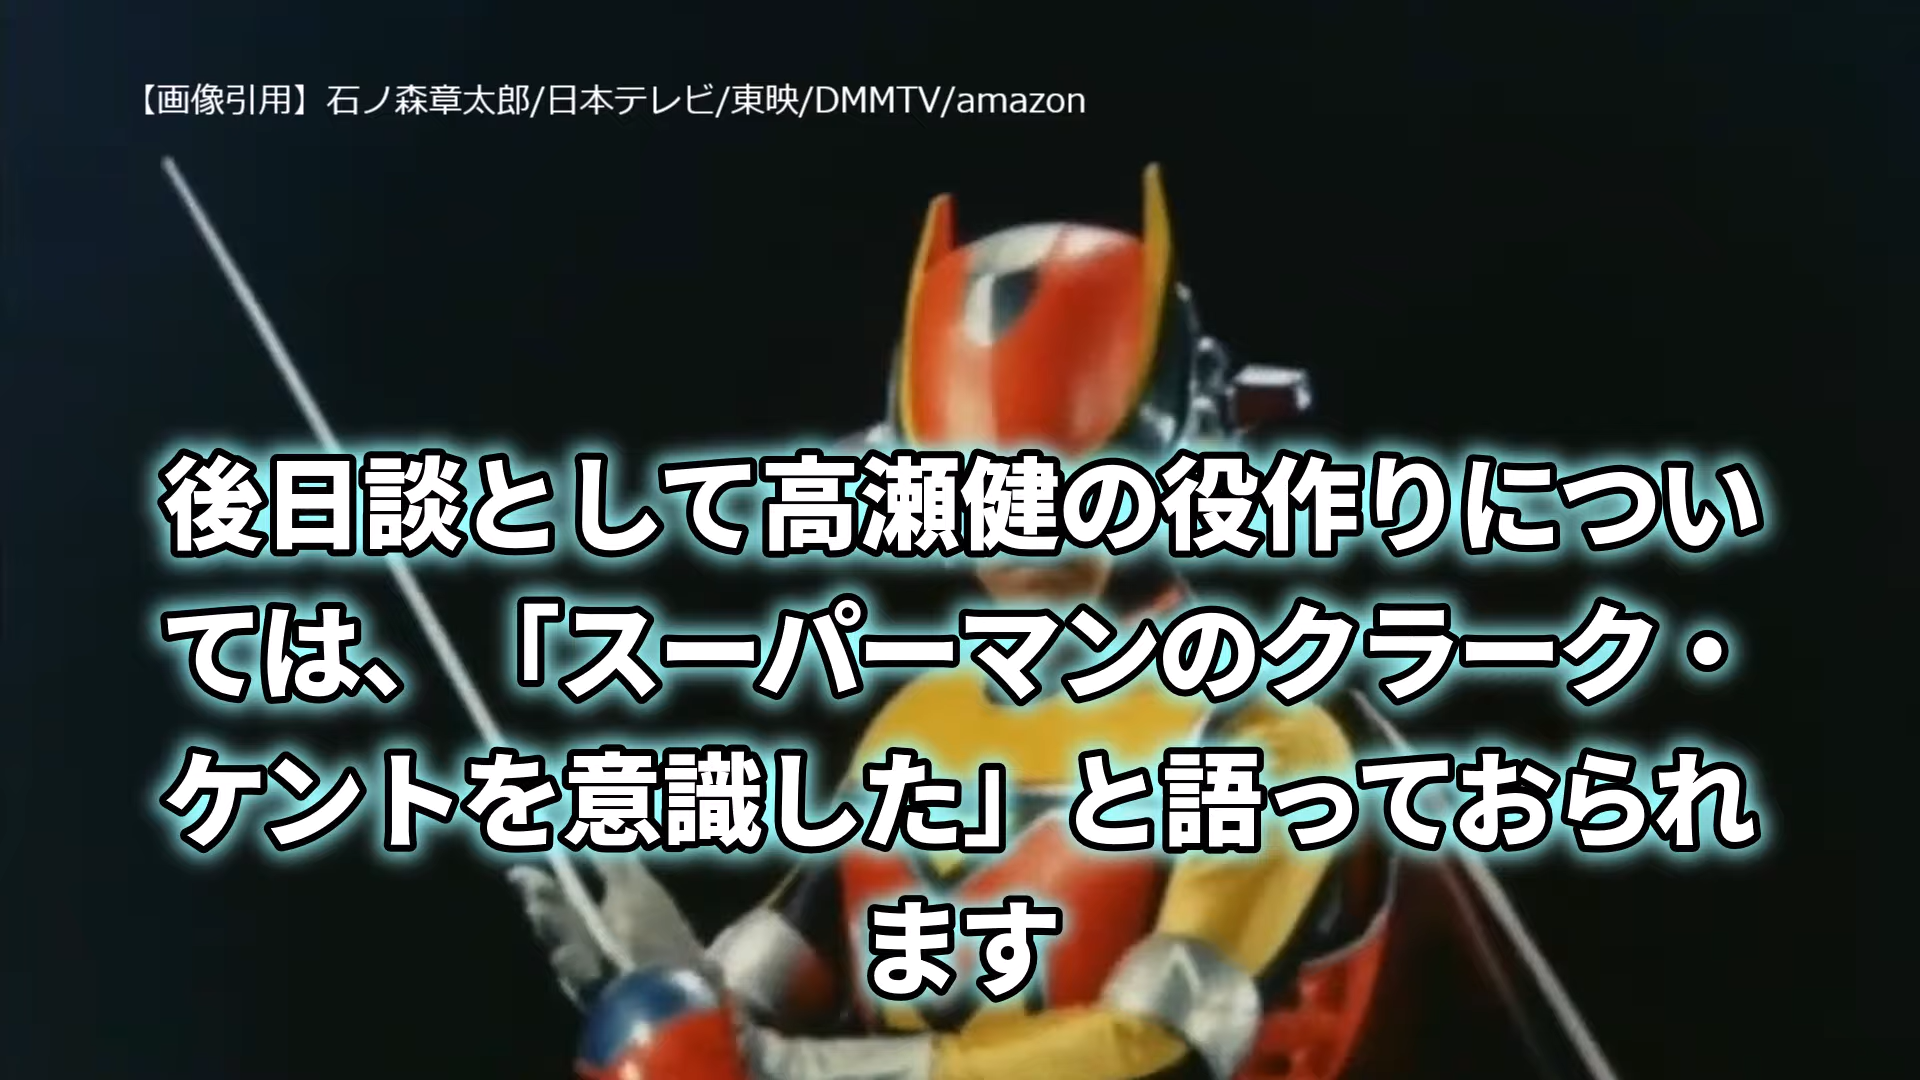 【画像引用】石ノ森章太郎/日本テレビ/東映/DMMTV/amazon
後日談として高瀬健の役作りについ
ては、「スーパーマンのクラーク・
ケントを意識した」と語っておられ
ます